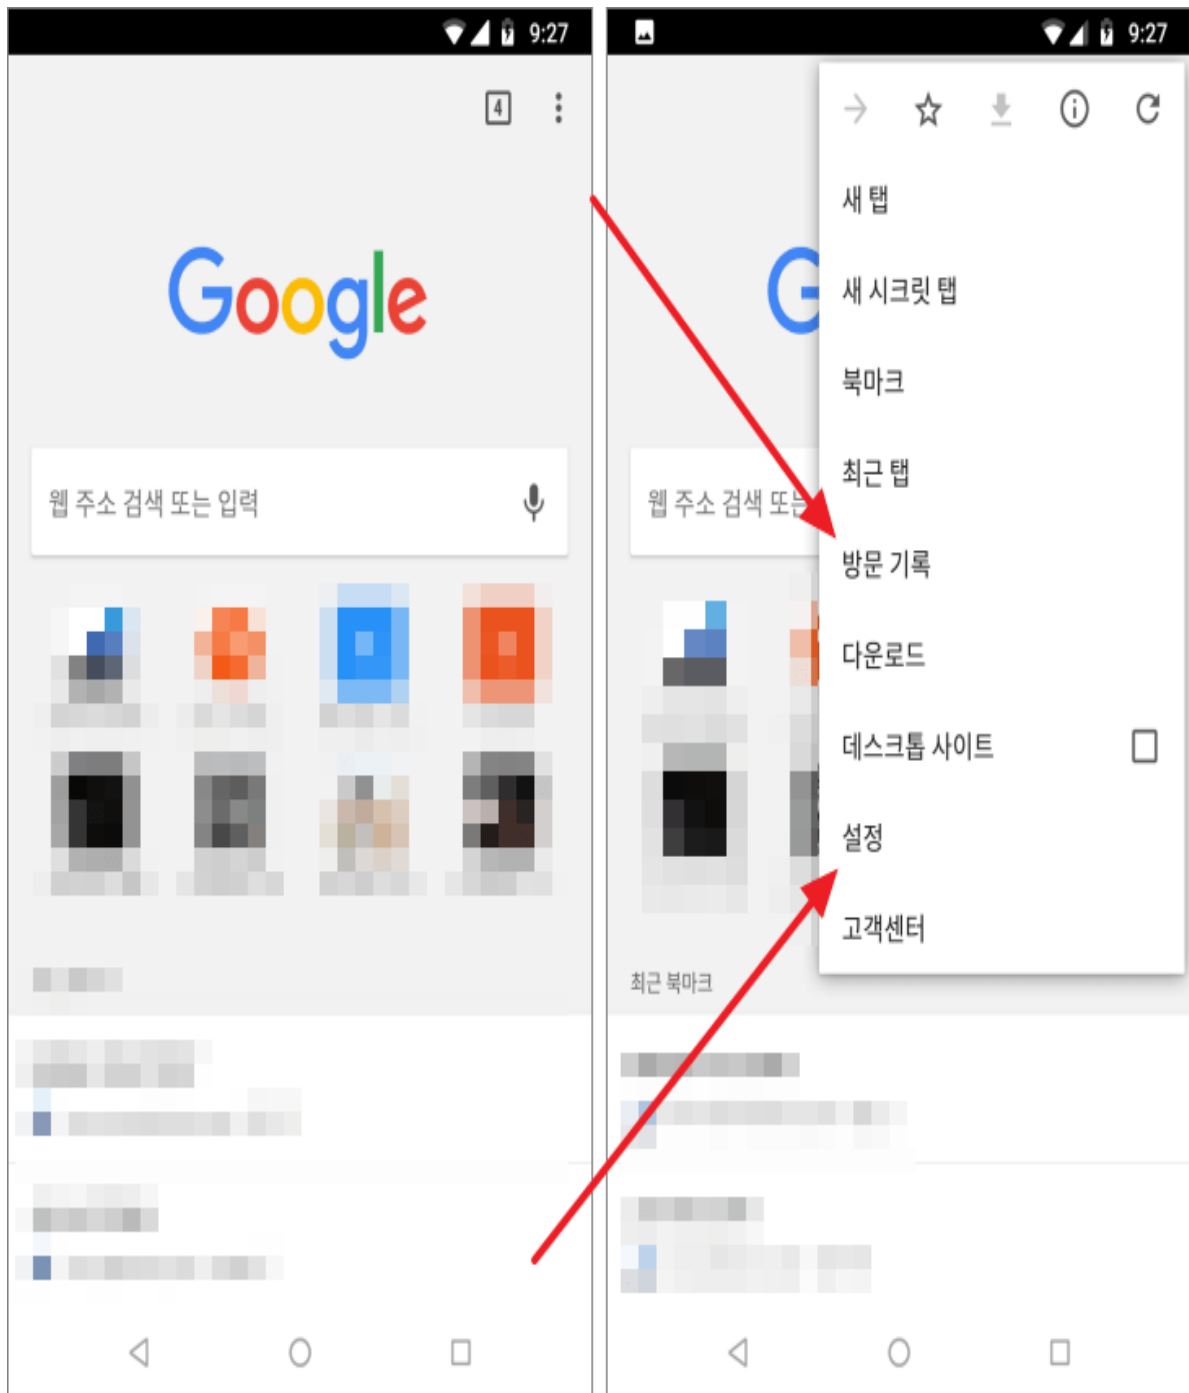 9:27
4
Google
웹 주소 검색 또는 입력
9:27
G
웹 주소 검색 또는
새 탭
새 시크릿 탭
북마크
최근 탭
방문 기록
다운로드
데스크톱 사이트
설정
고객센터
최근 북마크